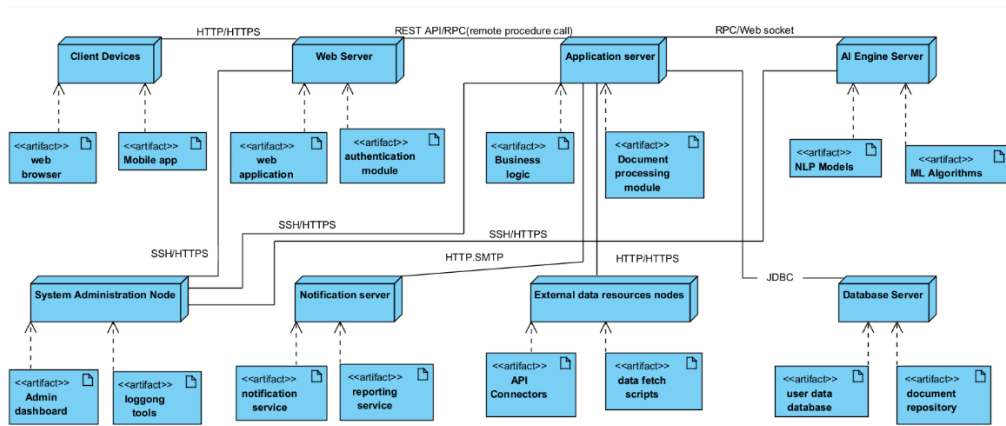 HTTP/HTTPS
REST API/RPC(remote procedure call)
RPC/Web socket
Client Devices
Web Server
Application server
AI Engine Server
<<artifact>>
web
browser
<<artifact>>
Mobile app
<<artifact>>
web
application
<<artifact>>
authentication
module
<<artifact>>
Business
logic
<<artifact>>
Document
processing
module
<<artifact>>
NLP Models
<<artifact>>
ML Algorithms
SSH/HTTPS
SSH/HTTPS
SSH/HTTPS
HTTP.SMTP
HTTP/HTTPS
JDBC
System Administration Node
Notification server
External data resources nodes
Database Server
<<artifact>>
Admin
dashboard
<<artifact>>
loggong
tools
<<artifact>>
notification
service
<<artifact>>
reporting
service
<<artifact>>
API
Connectors
<<artifact>>
data fetch
scripts
<<artifact>>
user data
database
<<artifact>>
document
repository